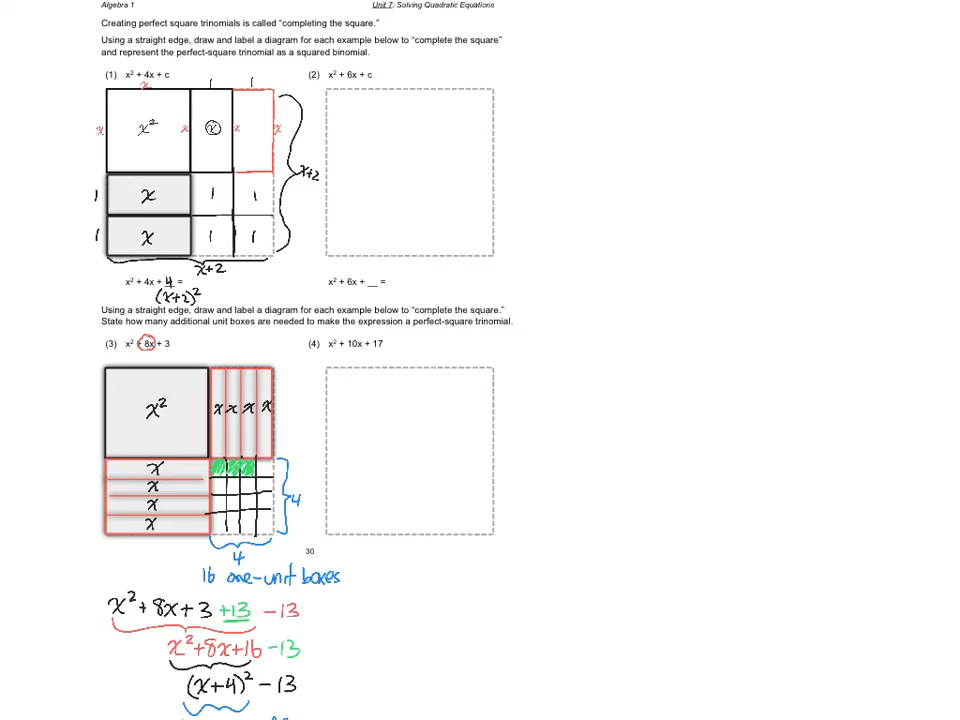 Algebra 1 Unit 7: Solving Quadratic Equations
Creating perfect square trinomials is called “completing the square.”
Using a straight edge, draw and label a diagram for each example below to “complete the square”
and represent the perfect-square trinomial as a squared binomial.
(1) x² + 4x + c (2) x² + 6x + c
x 1 1
x x² x x x x
x+2
1 x 1 1
1 x 1 1
x+2
x² + 4x + 4 = x² + 6x + __ =
(x+2)²
Using a straight edge, draw and label a diagram for each example below to “complete the square.”
State how many additional unit boxes are needed to make the expression a perfect-square trinomial.
(3) x² + 8x + 3 (4) x² + 10x + 17
x² x x x x
x
x
x 4
x
30
4
16 one-unit boxes
x² + 8x + 3 +13 -13
x² +8x+16 -13
(x+4)² - 13